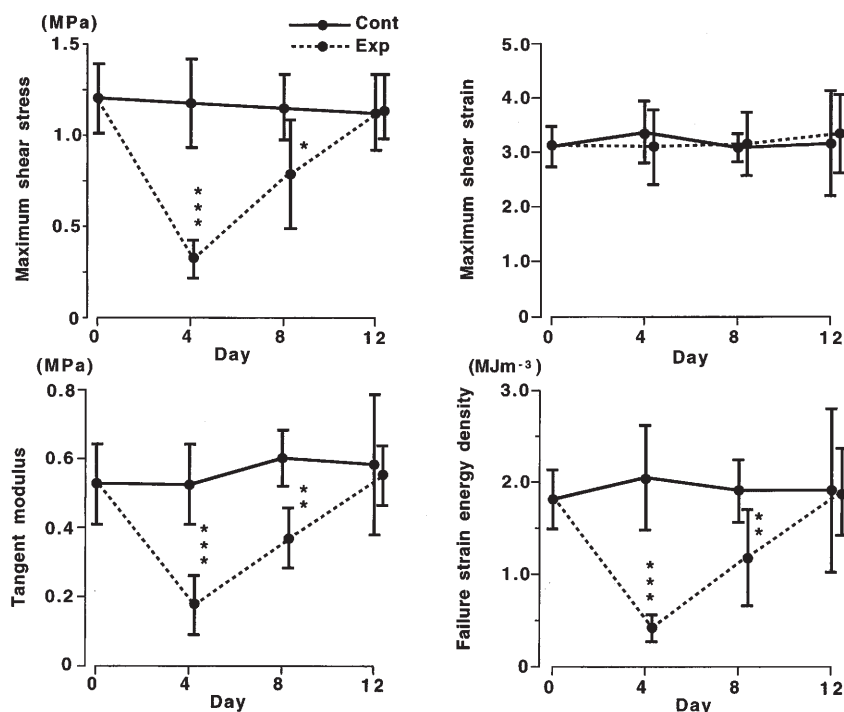 (MPa)
Cont
Exp
1.5
1.0
0.5
0
Maximum shear stress
***
*
0 4 8 12
Day
5.0
4.0
3.0
2.0
1.0
0
Maximum shear strain
0 4 8 12
Day
(MPa)
0.8
0.6
0.4
0.2
0
Tangent modulus
***
**
0 4 8 12
Day
(MJm-3)
3.0
2.0
1.0
0
Failure strain energy density
***
**
0 4 8 12
Day